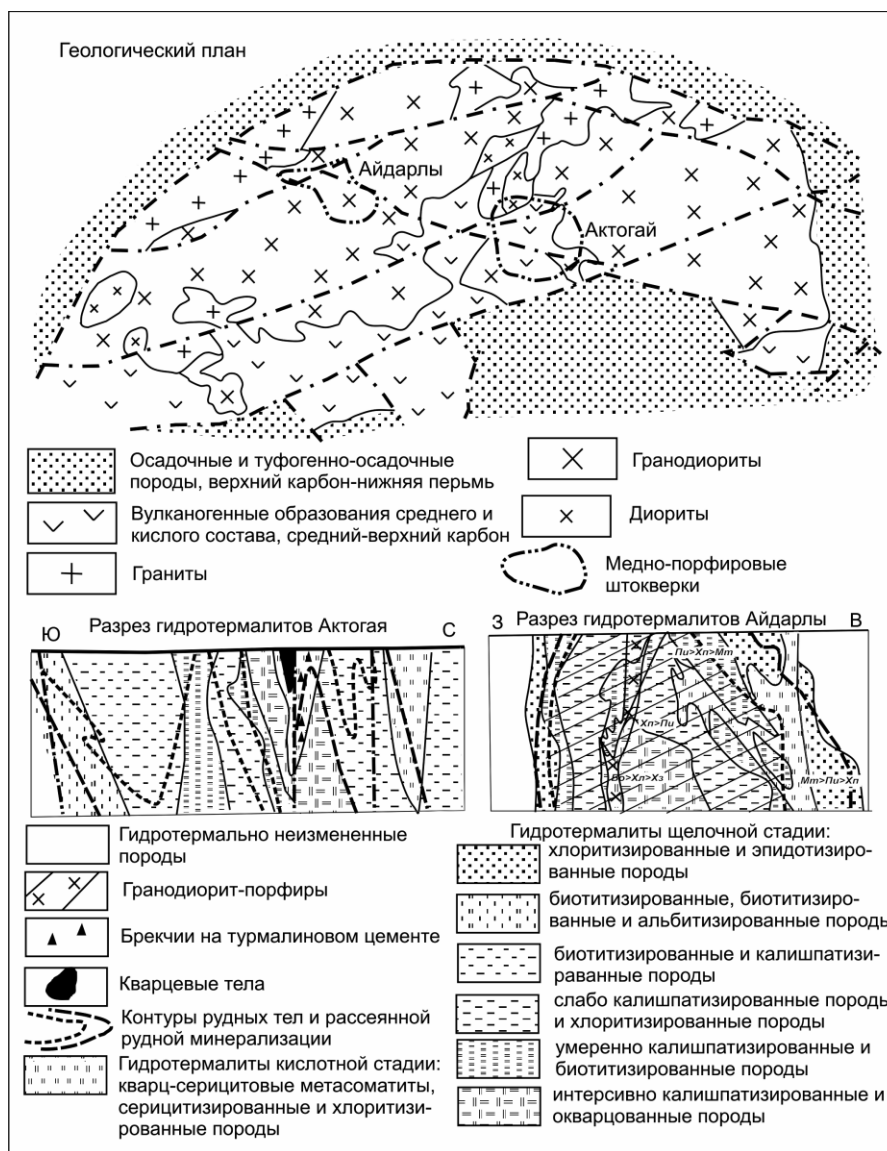 Геологический план
Айдарлы
Актогай
Осадочные и туфогенно-осадочные
породы, верхний карбон-нижняя пермь
Вулканогенные образования среднего и
кислого состава, средний-верхний карбон
Граниты
Гранодиориты
Диориты
Медно-порфировые
штокверки
Ю
Разрез гидротермалитов Актогая
С
З
Разрез гидротермалитов Айдарлы
В
Пи>Хп>Мт
Хп>Пи
Бо>Хп>Хз
Мт>Пи>Хп
Гидротермально неизмененные
породы
Гранодиорит-порфиры
Брекчии на турмалиновом цементе
Кварцевые тела
Контуры рудных тел и рассеянной
рудной минерализации
Гидротермалиты кислотной стадии:
кварц-серицитовые метасоматиты,
серицитизированные и хлоритизи-
рованные породы
Гидротермалиты щелочной стадии:
хлоритизированные и эпидотизиро-
ванные породы
биотитизированные, биотитизиро-
ванные и альбитизированные породы
биотитизированные и калишпатизи-
раванные породы
слабо калишпатизированные породы
и хлоритизированные породы
умеренно калишпатизированные и
биотитизированные породы
интерсивно калишпатизированные и
окварцованные породы